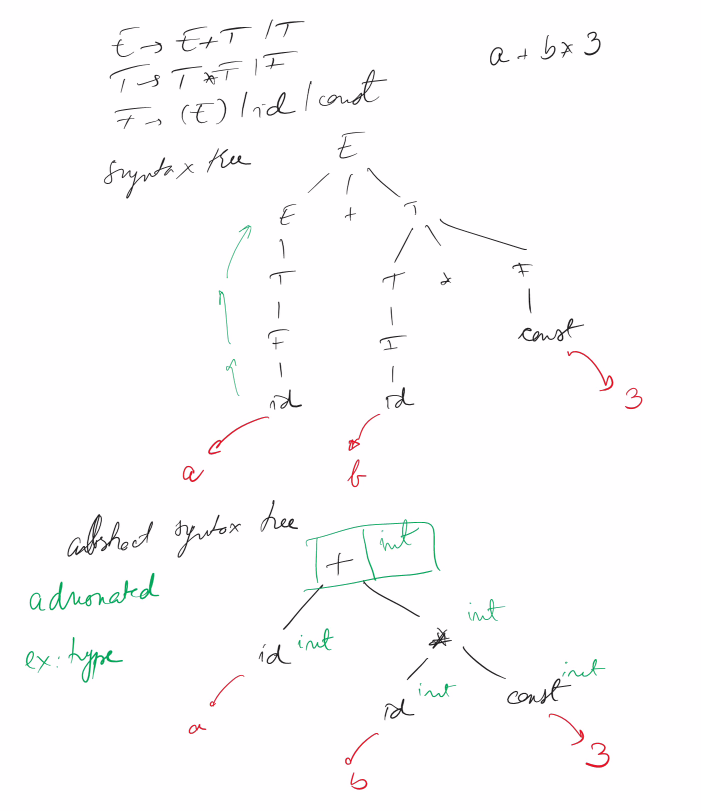 E → E + T / T
a + b * 3
T → T * F / F
F → (E) / id / const
syntax tree
E
E + T
T T * F
F F const
id id 3
a b
abstract syntax tree
+ int
adnonated
id int * int
ex: type
id int const int
a b 3